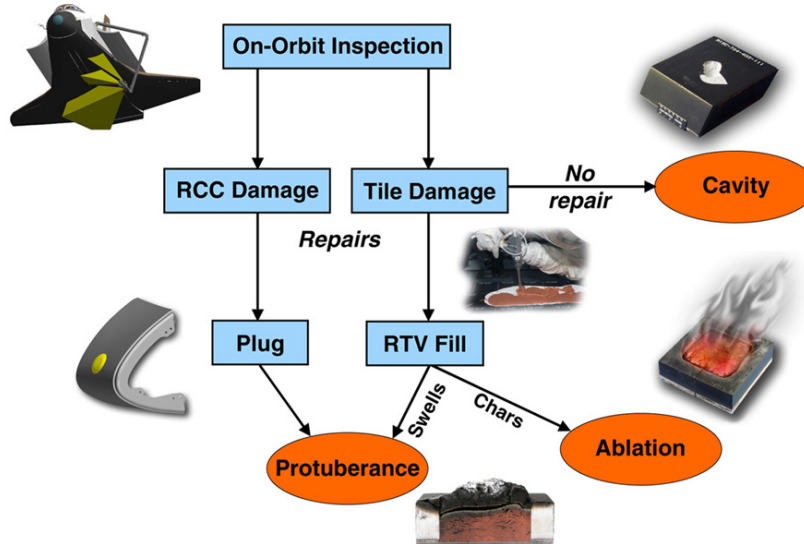 On-Orbit Inspection
RCC Damage
Tile Damage
No
repair
Cavity
Repairs
Plug
RTV Fill
Swells
Chars
Protuberance
Ablation